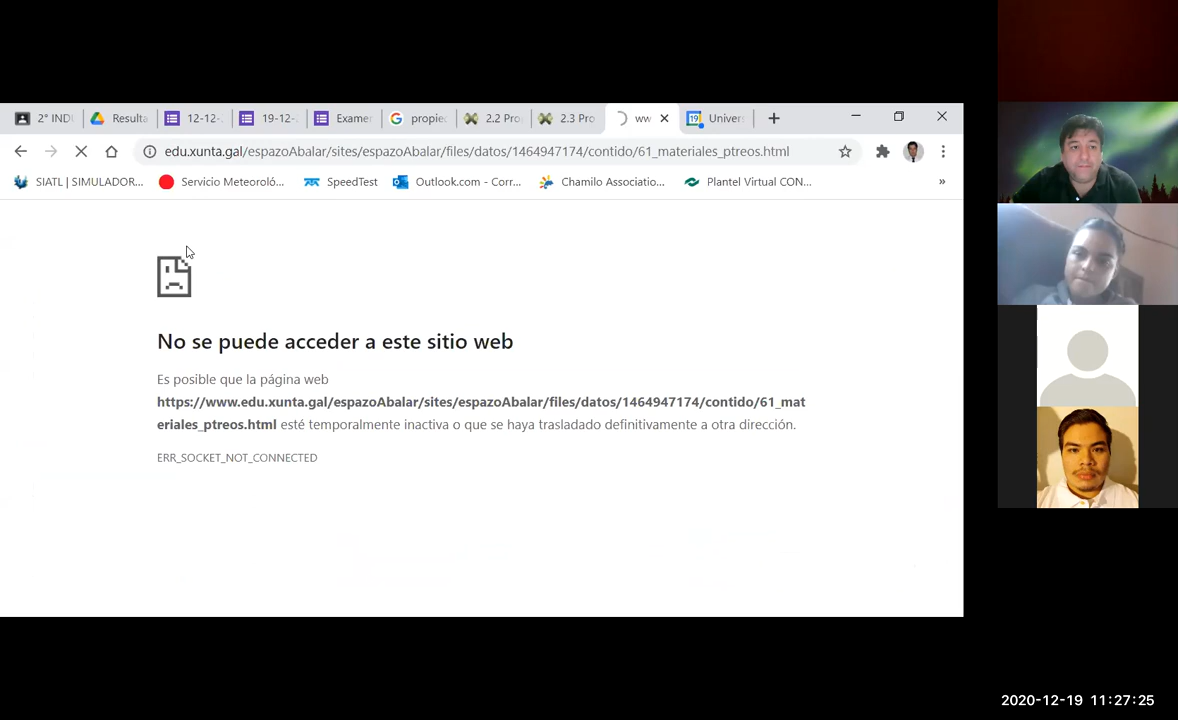 2° INDU
Resulta
12-12-
19-12-
Examen
propied
2.2 Pro
2.3 Pro
ww
19
Univers
edu.xunta.gal/espazoAbalar/sites/espazoAbalar/files/datos/1464947174/contido/61_materiales_ptreos.html
SIATL | SIMULADOR...
Servicio Meteoroló...
SpeedTest
Outlook.com - Corr...
Chamilo Associatio...
Plantel Virtual CON...
»
No se puede acceder a este sitio web
Es posible que la página web
https://www.edu.xunta.gal/espazoAbalar/sites/espazoAbalar/files/datos/1464947174/contido/61_mat
eriales_ptreos.html esté temporalmente inactiva o que se haya trasladado definitivamente a otra dirección.
ERR_SOCKET_NOT_CONNECTED
2020-12-19 11:27:25